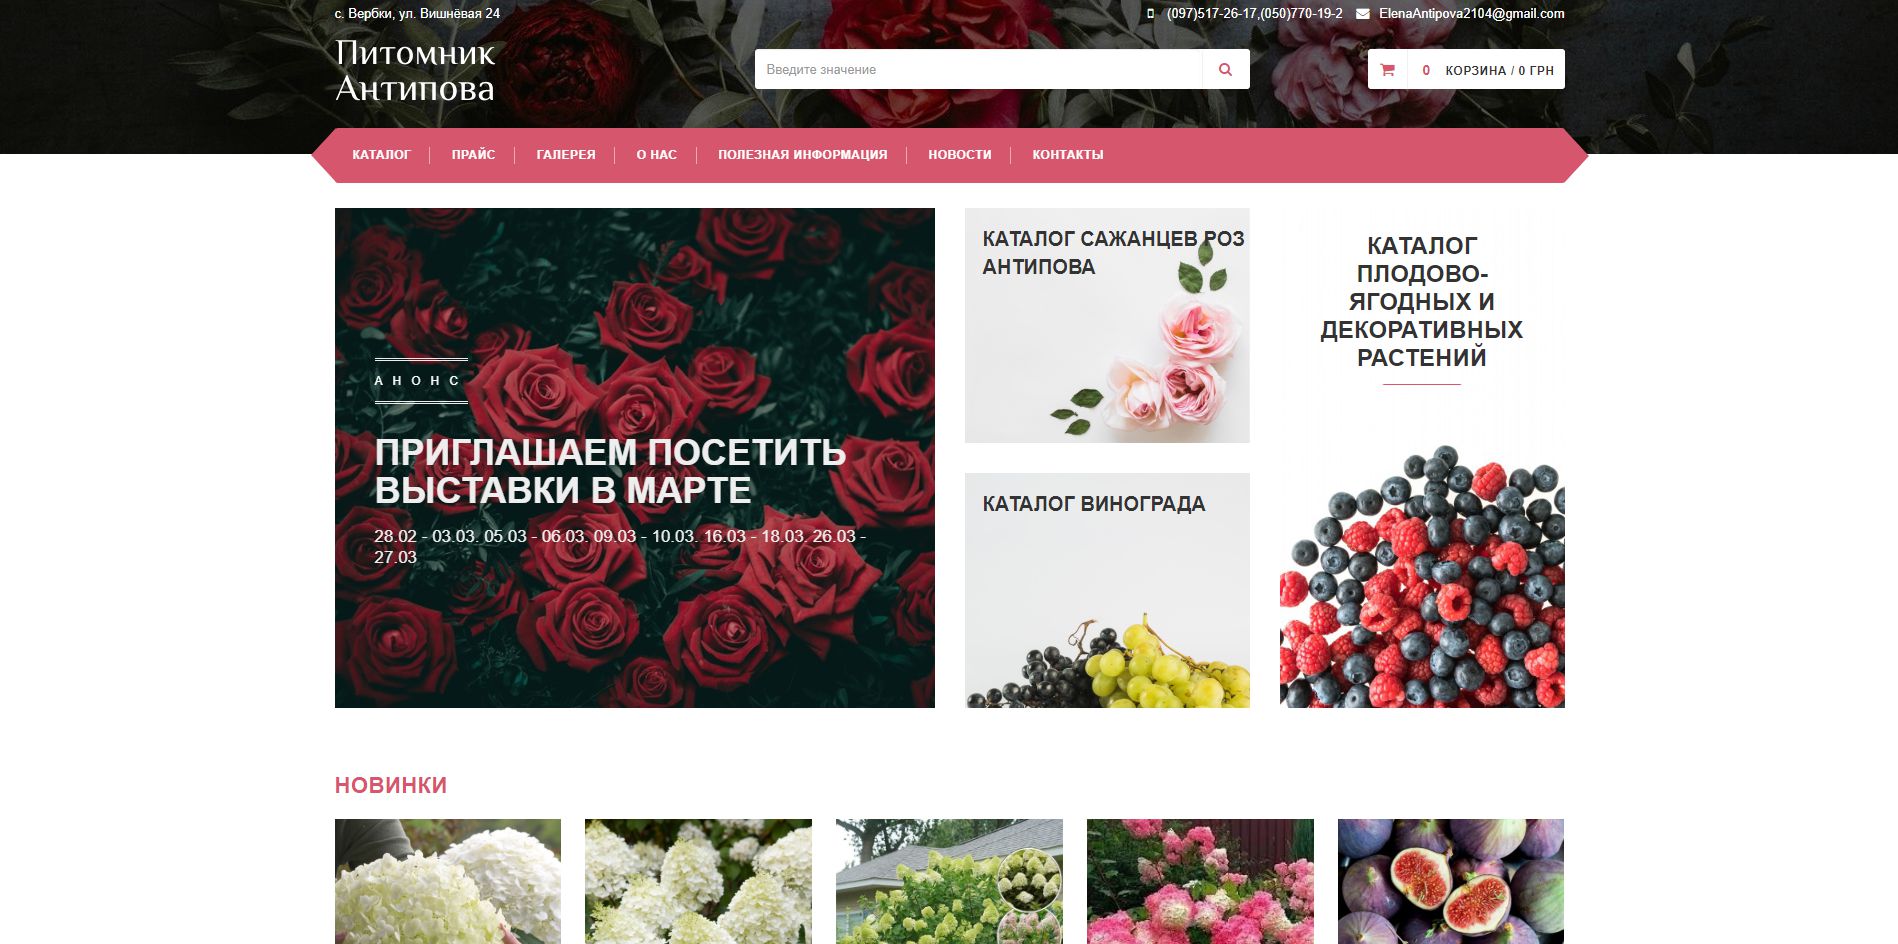 с. Вербки, ул. Вишнёвая 24
(097)517-26-17,(050)770-19-2
ElenaAntipova2104@gmail.com
Питомник
Антипова
Введите значение
0 КОРЗИНА / 0 ГРН
КАТАЛОГ
ПРАЙС
ГАЛЕРЕЯ
О НАС
ПОЛЕЗНАЯ ИНФОРМАЦИЯ
НОВОСТИ
КОНТАКТЫ
АНОНС
ПРИГЛАШАЕМ ПОСЕТИТЬ
ВЫСТАВКИ В МАРТЕ
28.02 - 03.03. 05.03 - 06.03. 09.03 - 10.03. 16.03 - 18.03. 26.03 -
27.03
КАТАЛОГ САЖАНЦЕВ РОЗ
АНТИПОВА
КАТАЛОГ ВИНОГРАДА
КАТАЛОГ
ПЛОДОВО-
ЯГОДНЫХ И
ДЕКОРАТИВНЫХ
РАСТЕНИЙ
НОВИНКИ